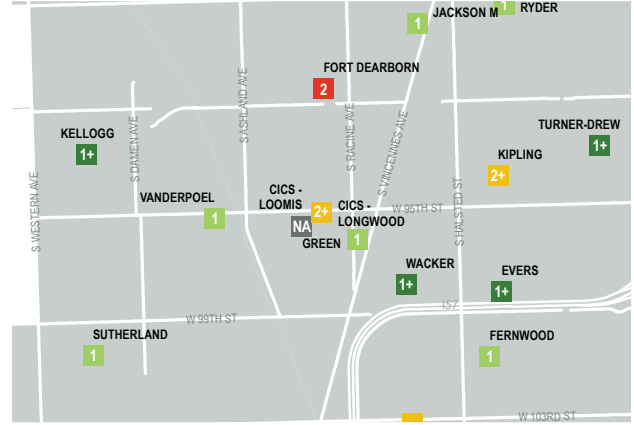 1
RYDER
JACKSON M
1
FORT DEARBORN
2
S ASHLAND AVE
S RACINE AVE
S VINCENNES AVE
S DAMEN AVE
KELLOGG
1+
TURNER-DREW
1+
KIPLING
2+
S WESTERN AVE
S HALSTED ST
VANDERPOEL
1
CICS -
LOOMIS
2+
CICS -
LONGWOOD
W 95TH ST
NA
GREEN
1
WACKER
1+
EVERS
1+
I57
W 99TH ST
SUTHERLAND
1
FERNWOOD
1
W 103RD ST